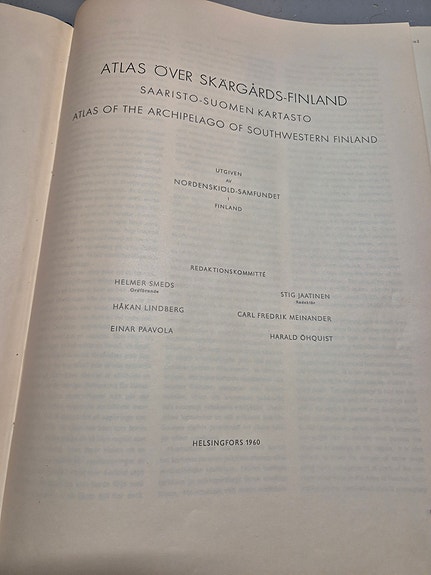 ATLAS ÖVER SKÄRGÅRDS-FINLAND
SAARISTO-SUOMEN KARTASTO
ATLAS OF THE ARCHIPELAGO OF SOUTHWESTERN FINLAND
UTGIVEN
AV
NORDENSKIÖLD-SAMFUNDET
I
FINLAND
REDAKTIONSKOMMITTÉ
HELMER SMEDS
Ordförande
STIG JAATINEN
Redaktör
HÅKAN LINDBERG
CARL FREDRIK MEINANDER
EINAR PAAVOLA
HARALD ÖHQUIST
HELSINGFORS 1960